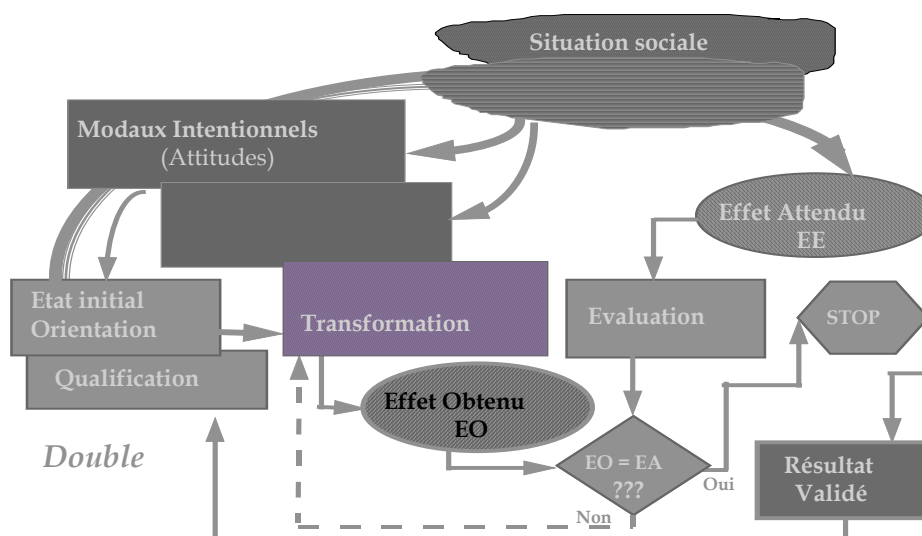 Situation sociale
Modaux Intentionnels
(Attitudes)
Effet Attendu
EE
Etat initial
Orientation
Qualification
Transformation
Evaluation
STOP
Effet Obtenu
EO
Double
EO = EA
???
Oui
Non
Résultat
Validé